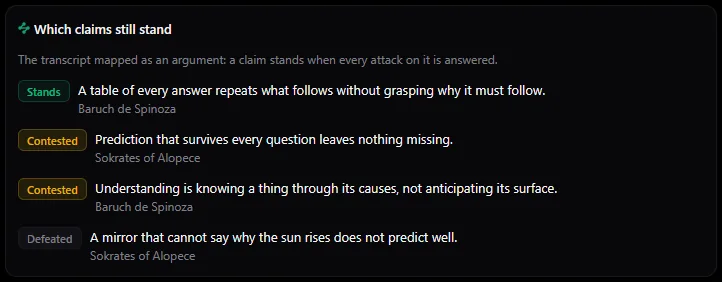 Which claims still stand
The transcript mapped as an argument: a claim stands when every attack on it is answered.
Stands A table of every answer repeats what follows without grasping why it must follow.
Baruch de Spinoza
Contested Prediction that survives every question leaves nothing missing.
Sokrates of Alopece
Contested Understanding is knowing a thing through its causes, not anticipating its surface.
Baruch de Spinoza
Defeated A mirror that cannot say why the sun rises does not predict well.
Sokrates of Alopece